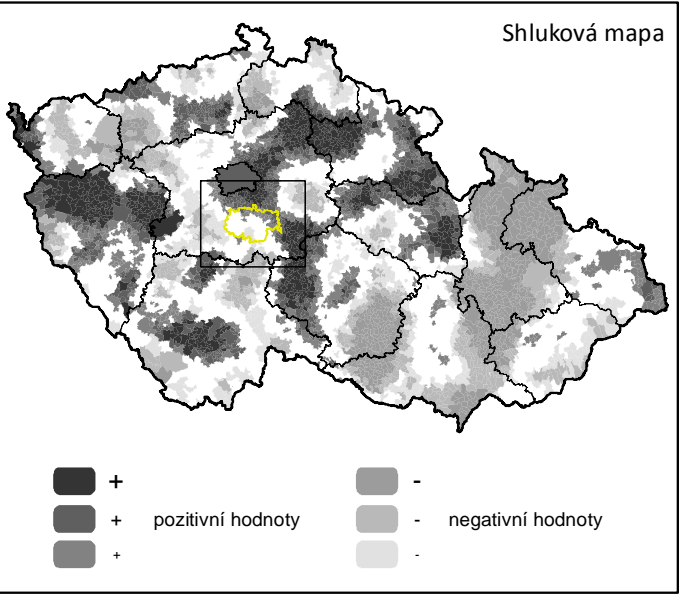 Shluková mapa
+ -
+ pozitivní hodnoty - negativní hodnoty
+ -